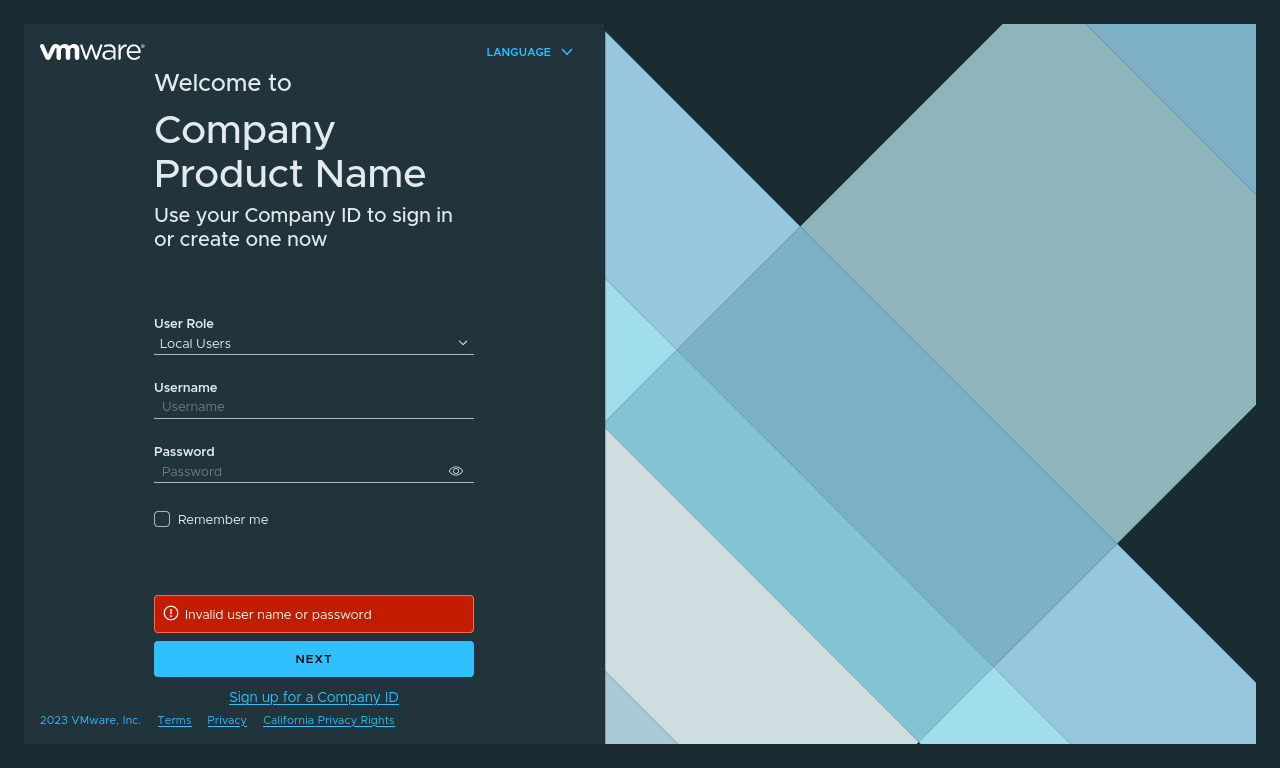 vmware®
LANGUAGE
Welcome to
Company
Product Name
Use your Company ID to sign in
or create one now
User Role
Local Users
Username
Username
Password
Password
Remember me
Invalid user name or password
NEXT
Sign up for a Company ID
2023 VMware, Inc. Terms Privacy California Privacy Rights